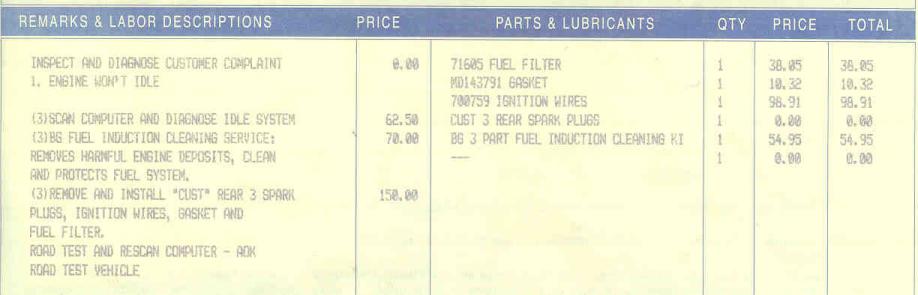 REMARKS & LABOR DESCRIPTIONS PRICE PARTS & LUBRICANTS QTY PRICE TOTAL
INSPECT AND DIAGNOSE CUSTOMER COMPLAINT 0.00 71605 FUEL FILTER 1 38.05 38.05
1. ENGINE WON'T IDLE MD143791 GASKET 1 10.32 10.32
700759 IGNITION WIRES 1 98.91 98.91
(3)SCAN COMPUTER AND DIAGNOSE IDLE SYSTEM 62.50 CUST 3 REAR SPARK PLUGS 1 0.00 0.00
(3)BG FUEL INDUCTION CLEANING SERVICE: 70.00 BG 3 PART FUEL INDUCTION CLEANING KI 1 54.95 54.95
REMOVES HARMFUL ENGINE DEPOSITS, CLEAN --- 1 0.00 0.00
AND PROTECTS FUEL SYSTEM.
(3)REMOVE AND INSTALL "CUST" REAR 3 SPARK 150.00
PLUGS, IGNITION WIRES, GASKET AND
FUEL FILTER.
ROAD TEST AND RESCAN COMPUTER - AOK
ROAD TEST VEHICLE